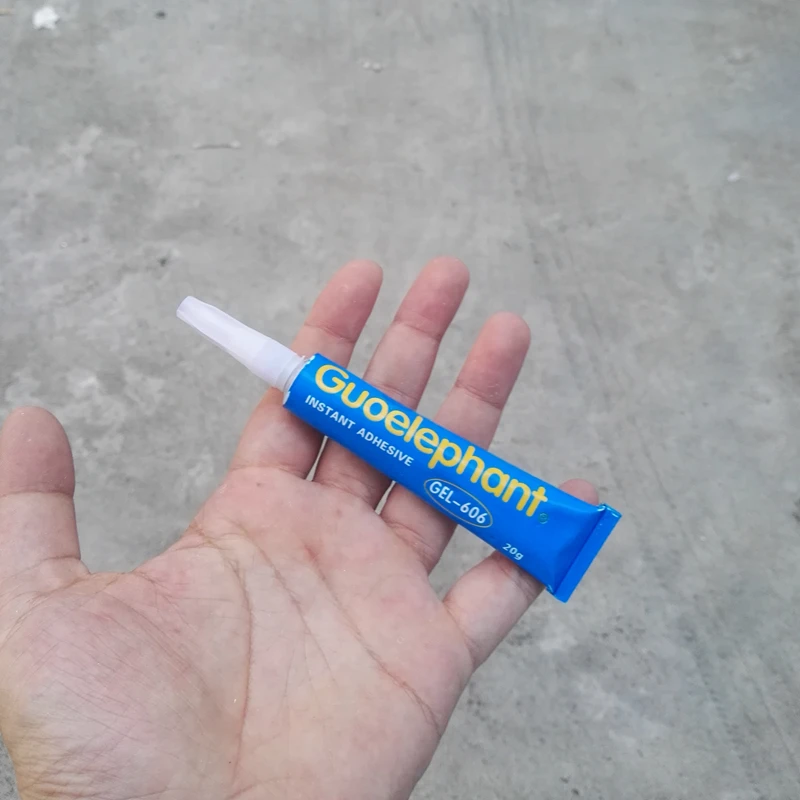 Guoelephant
INSTANT ADHESIVE
GEL-606
20g